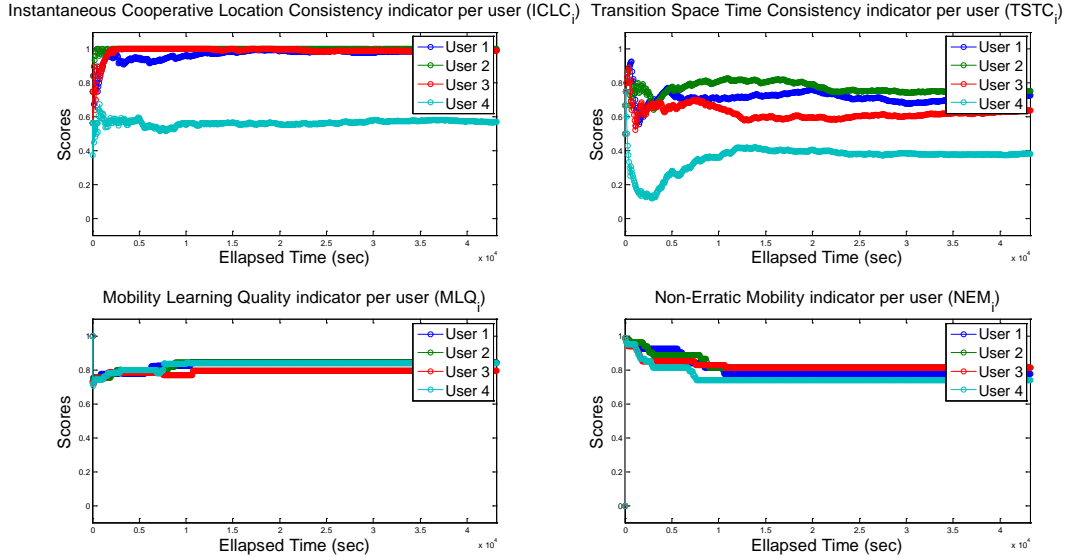 Instantaneous Cooperative Location Consistency indicator per user (ICLCi)
1
0.8
0.6
0.4
0.2
0
Scores
0 0.5 1 1.5 2 2.5 3 3.5 4
x 10^4
Ellapsed Time (sec)
User 1
User 2
User 3
User 4
Transition Space Time Consistency indicator per user (TSTCi)
1
0.8
0.6
0.4
0.2
0
Scores
0 0.5 1 1.5 2 2.5 3 3.5 4
x 10^4
Ellapsed Time (sec)
User 1
User 2
User 3
User 4
Mobility Learning Quality indicator per user (MLQi)
1
0.8
0.6
0.4
0.2
0
Scores
0 0.5 1 1.5 2 2.5 3 3.5 4
x 10^4
Ellapsed Time (sec)
User 1
User 2
User 3
User 4
Non-Erratic Mobility indicator per user (NEMi)
1
0.8
0.6
0.4
0.2
0
Scores
0 0.5 1 1.5 2 2.5 3 3.5 4
x 10^4
Ellapsed Time (sec)
User 1
User 2
User 3
User 4